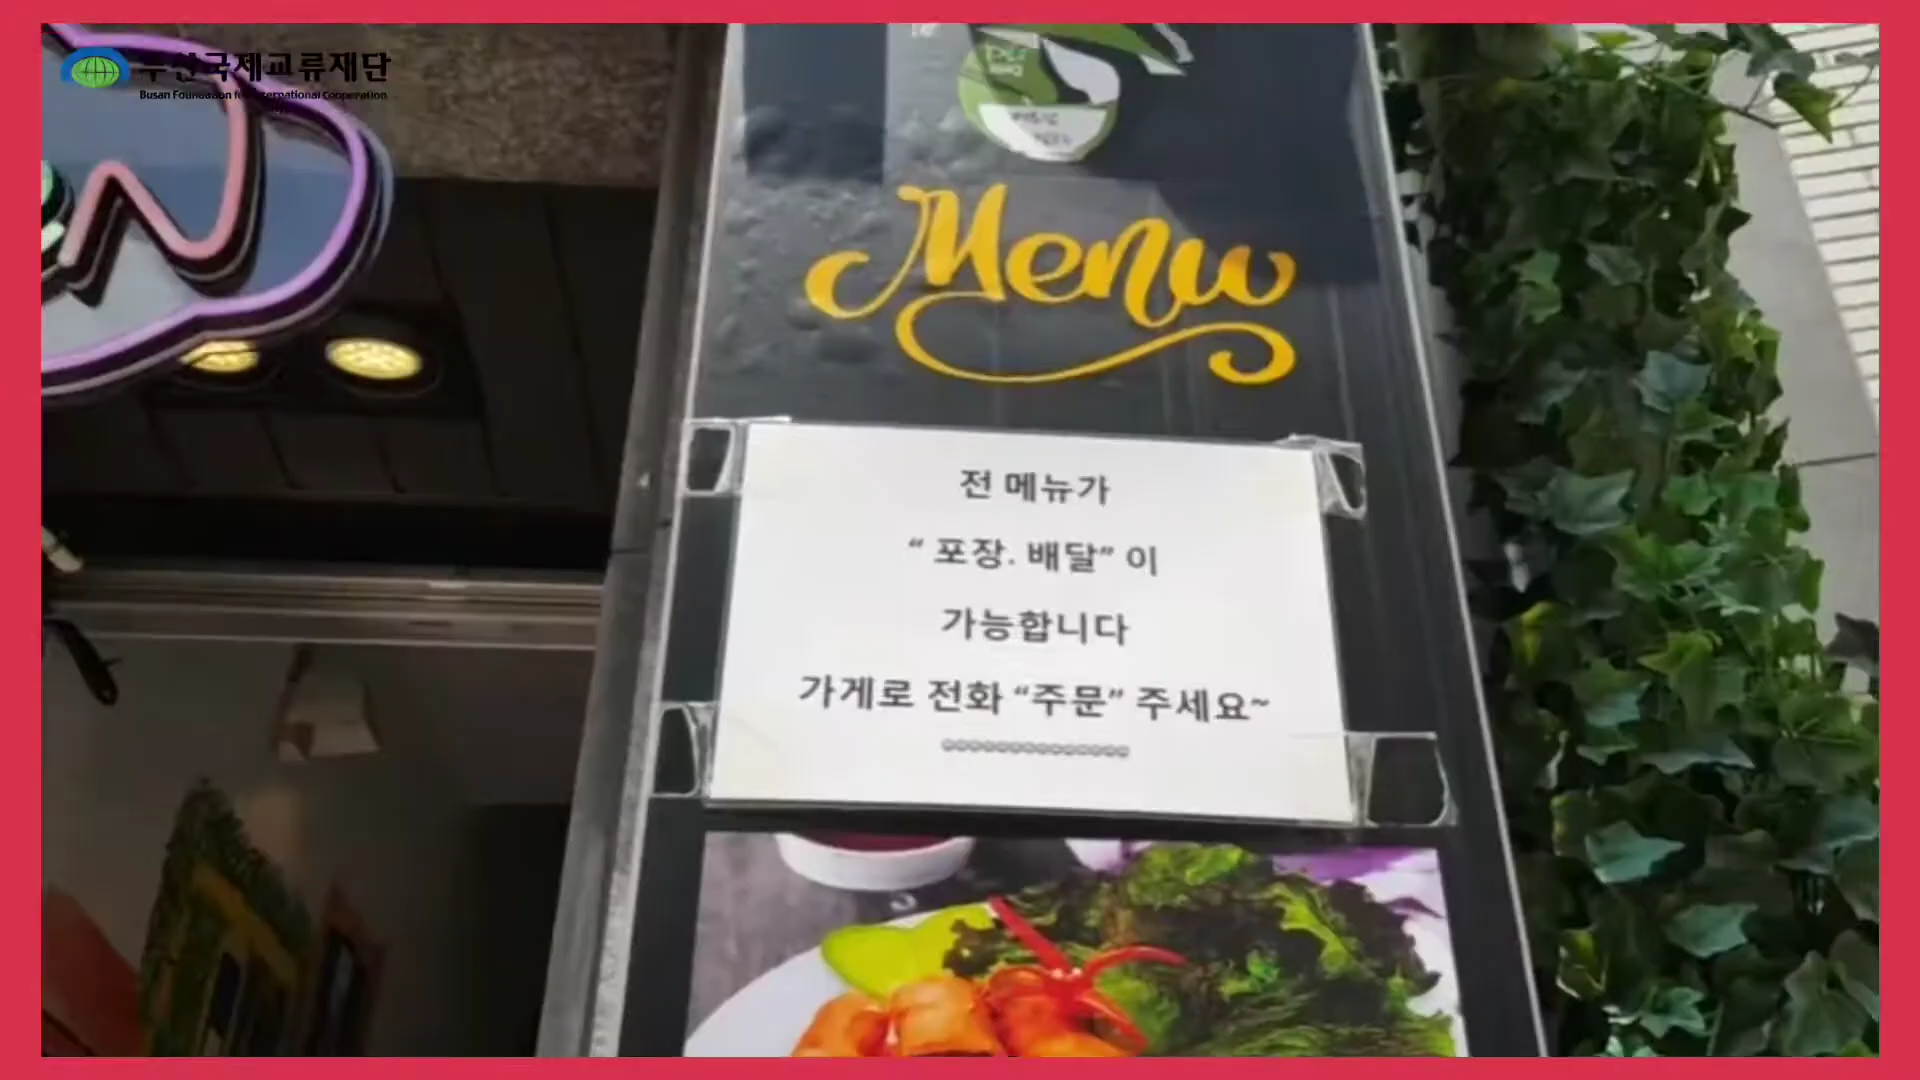 부산국제교류재단
Busan Foundation for International Cooperation
Menu
전 메뉴가
“ 포장. 배달” 이
가능합니다
가게로 전화 “주문” 주세요~